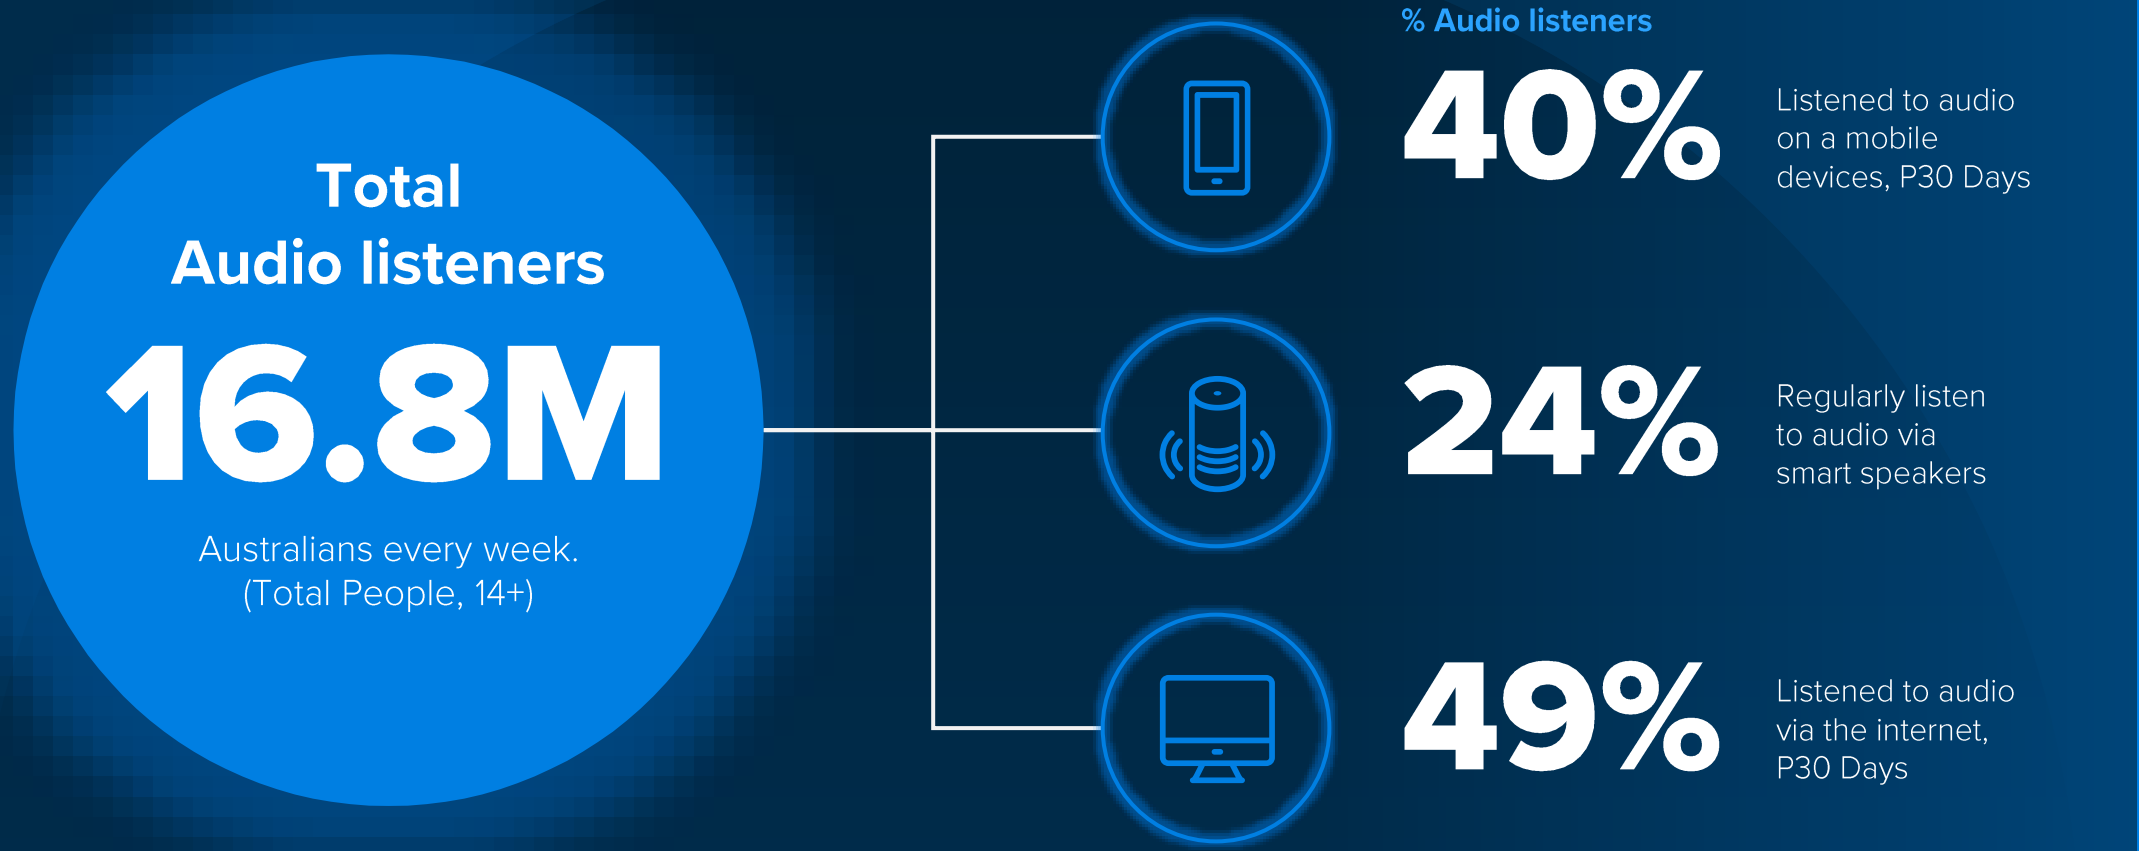 Total
Audio listeners
16.8M
Australians every week.
(Total People, 14+)
% Audio listeners
40%
Listened to audio
on a mobile
devices, P30 Days
24%
Regularly listen
to audio via
smart speakers
49%
Listened to audio
via the internet,
P30 Days